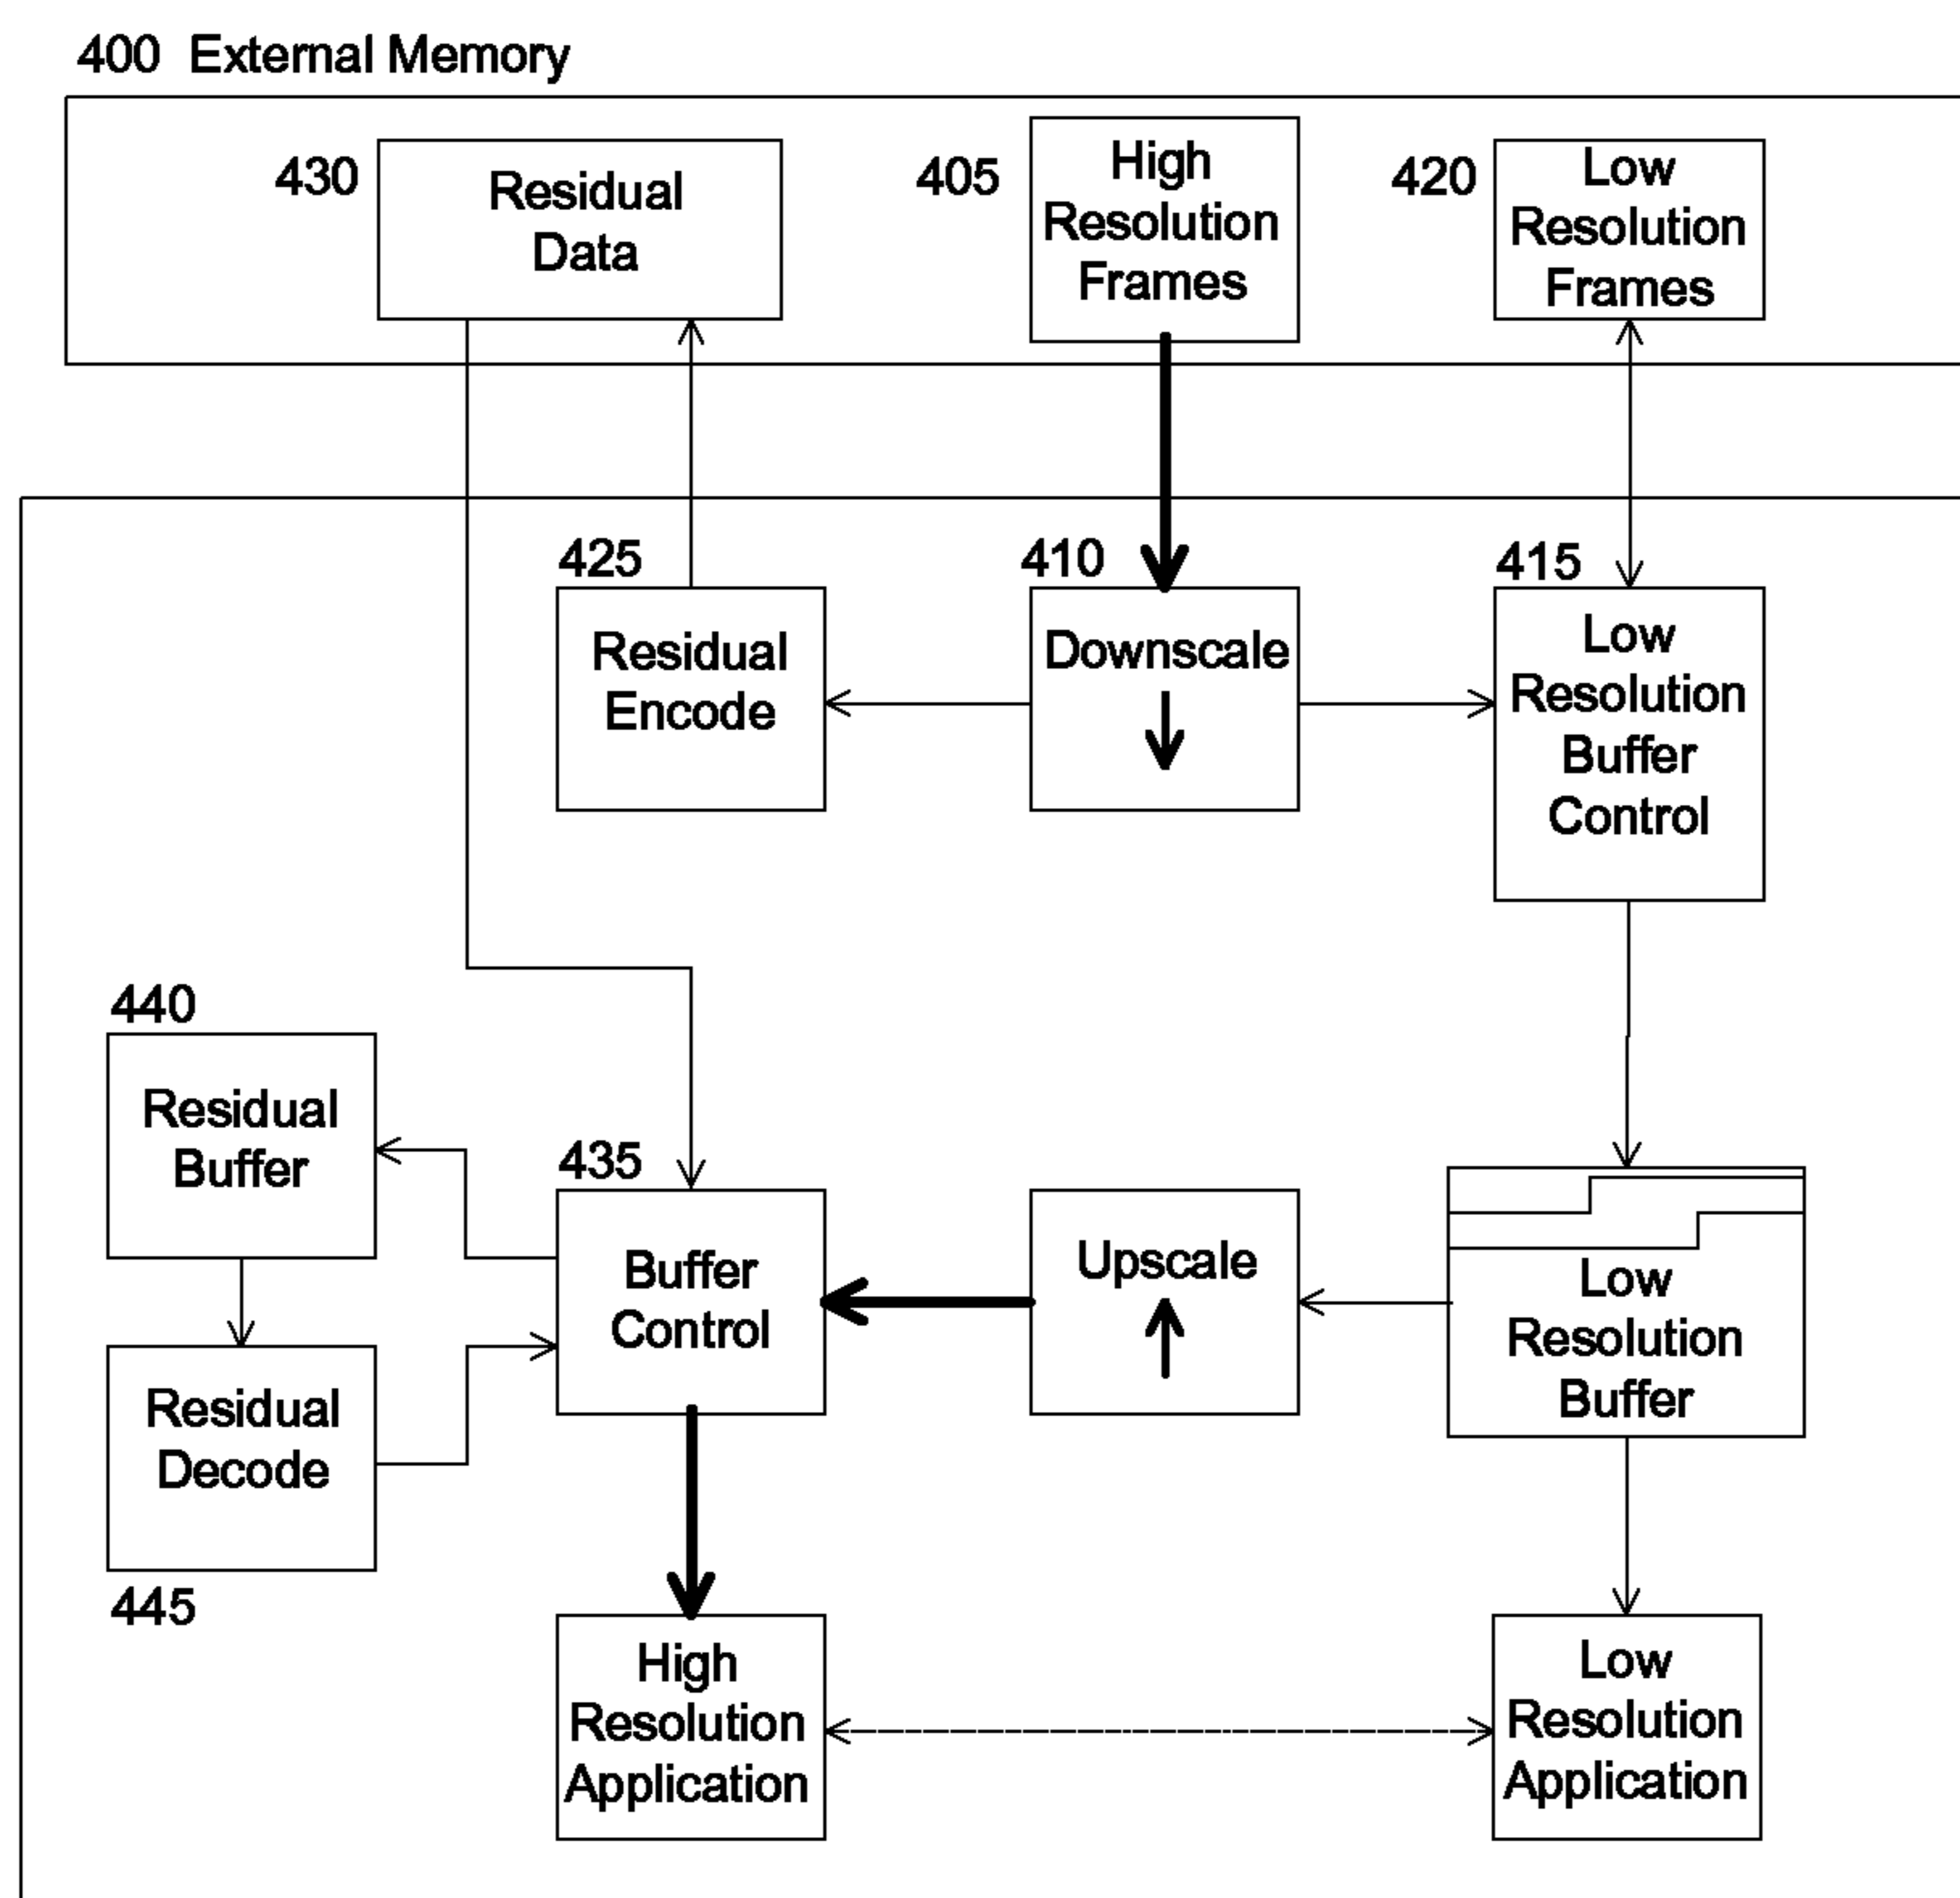 400 External Memory
430
Residual
Data
405
High
Resolution
Frames
420
Low
Resolution
Frames
425
Residual
Encode
410
Downscale
415
Low
Resolution
Buffer
Control
440
Residual
Buffer
435
Buffer
Control
Upscale
Low
Resolution
Buffer
Residual
Decode
445
High
Resolution
Application
Low
Resolution
Application